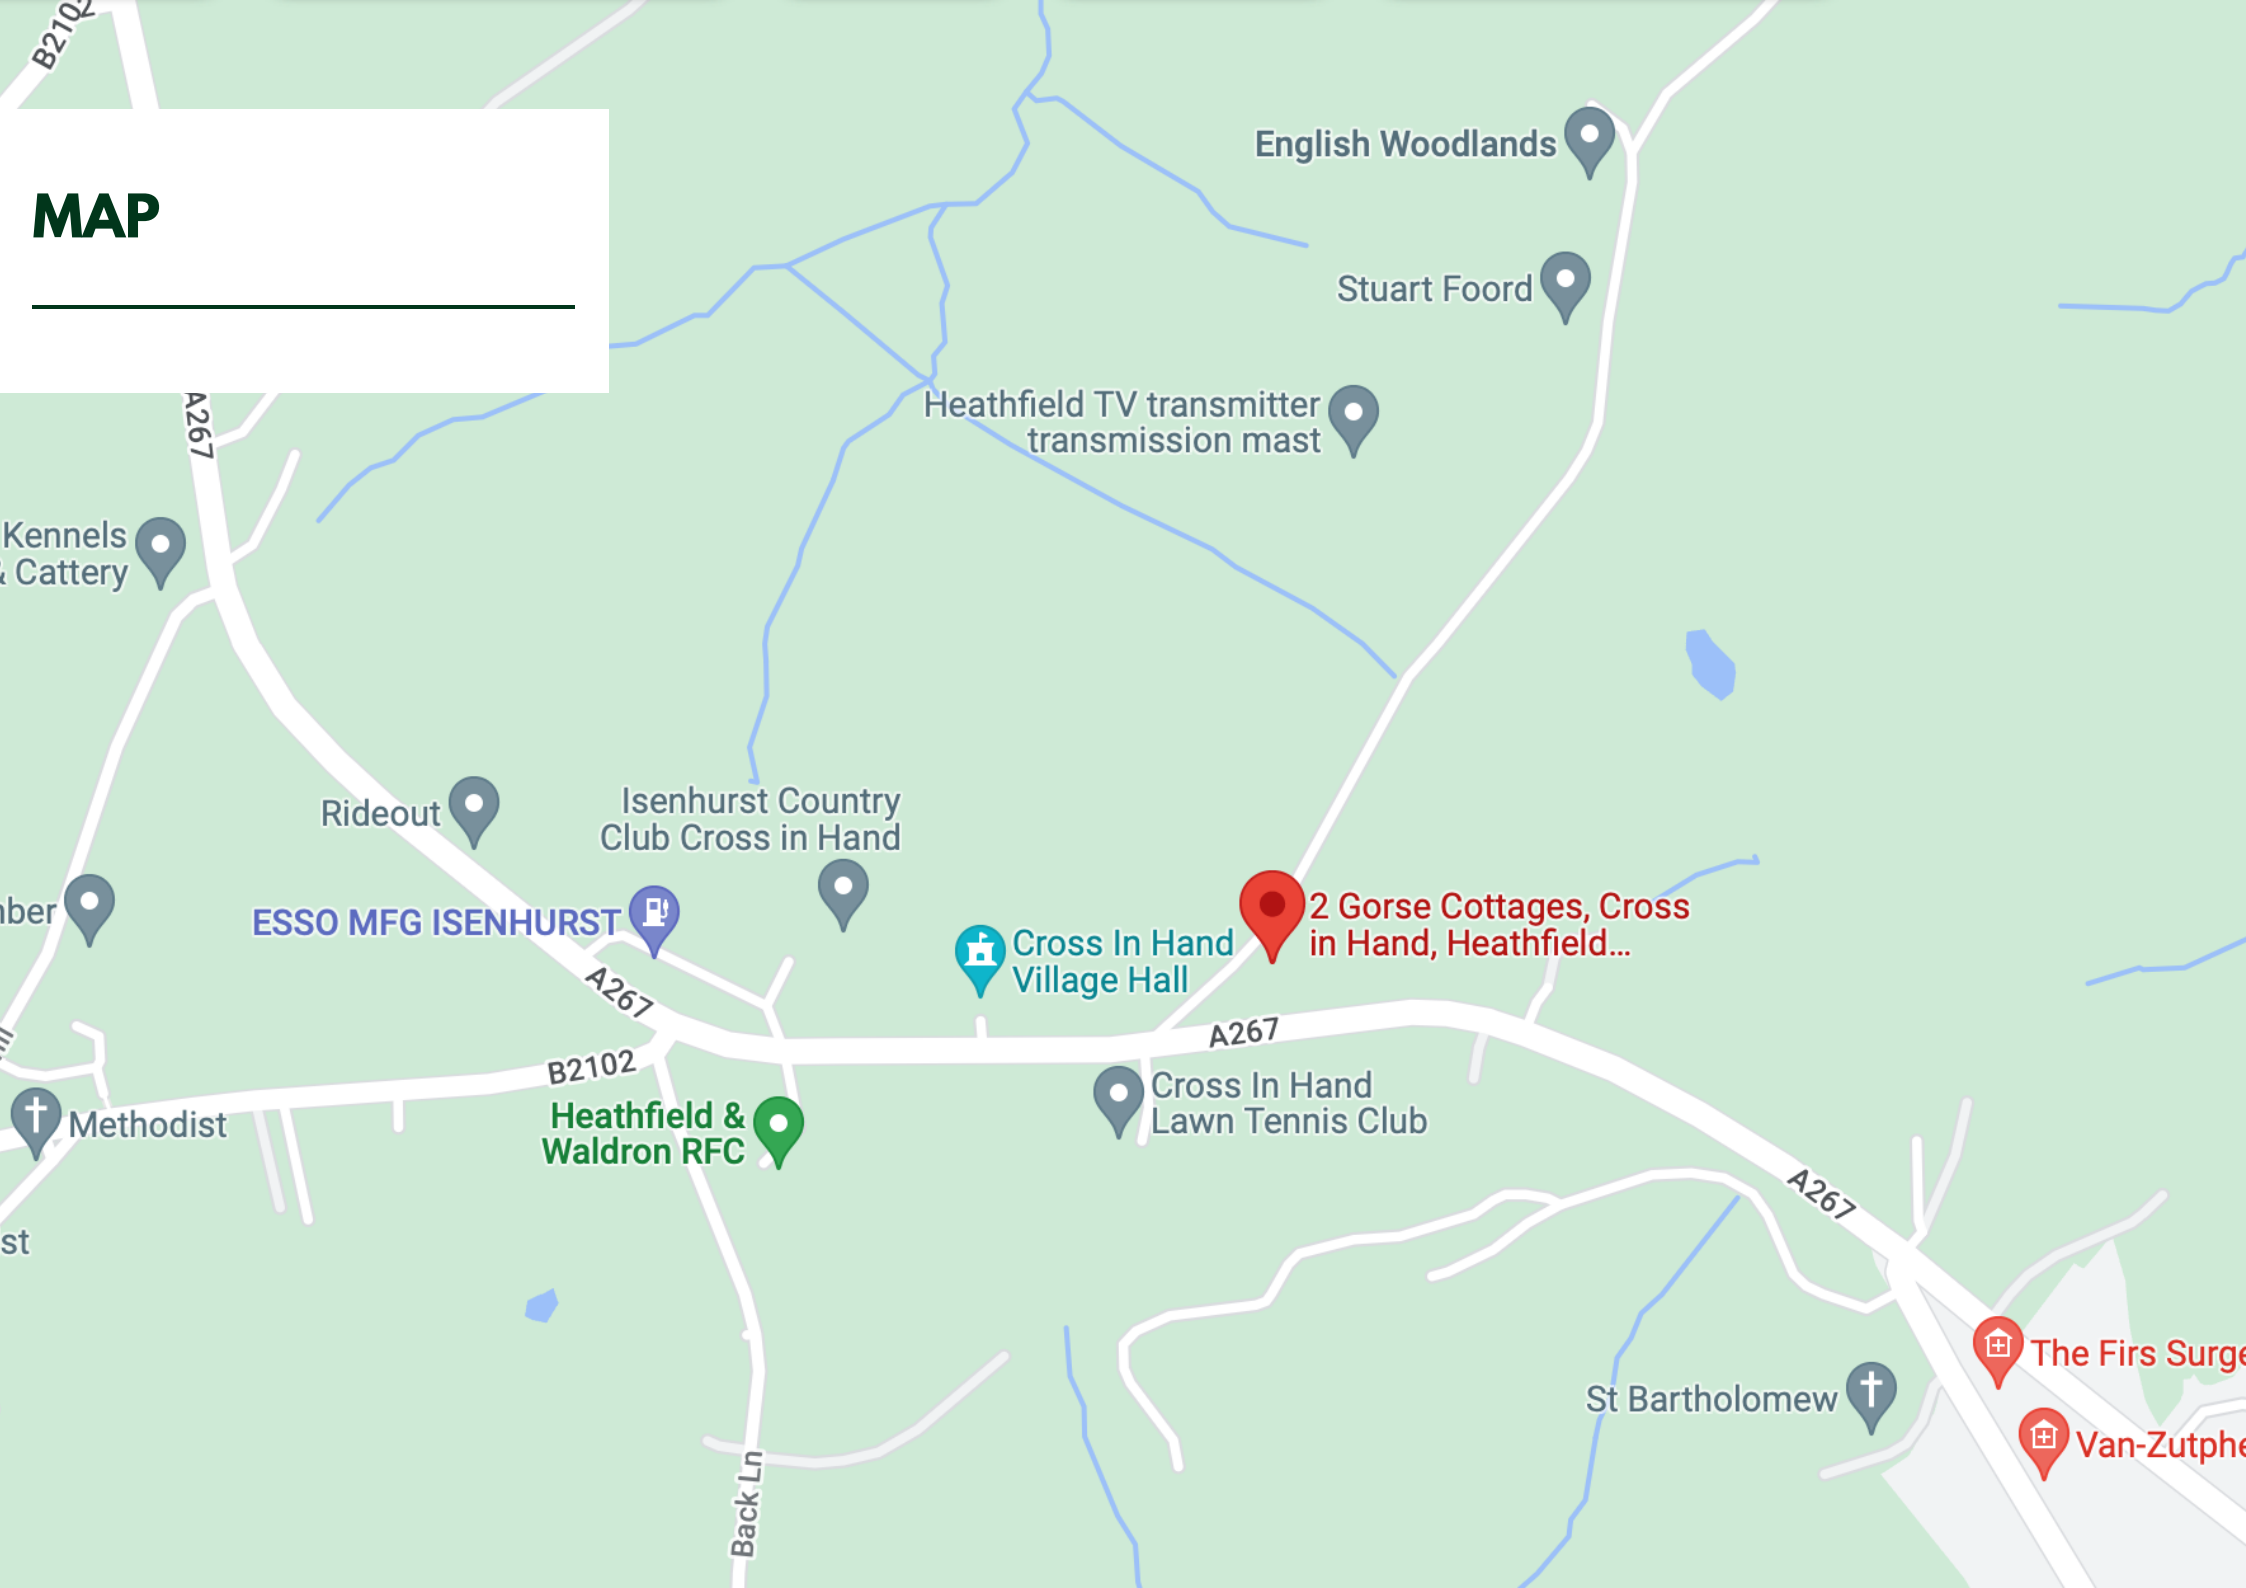 B2102
MAP
English Woodlands
Stuart Foord
Heathfield TV transmitter
transmission mast
A267
Kennels
& Cattery
Rideout
Isenhurst Country
Club Cross in Hand
ESSO MFG ISENHURST
2 Gorse Cottages, Cross
in Hand, Heathfield...
Cross In Hand
Village Hall
A267
A267
B2102
Cross In Hand
Lawn Tennis Club
Methodist
Heathfield &
Waldron RFC
A267
st
The Firs Surge
St Bartholomew
Van-Zutphe
Back Ln